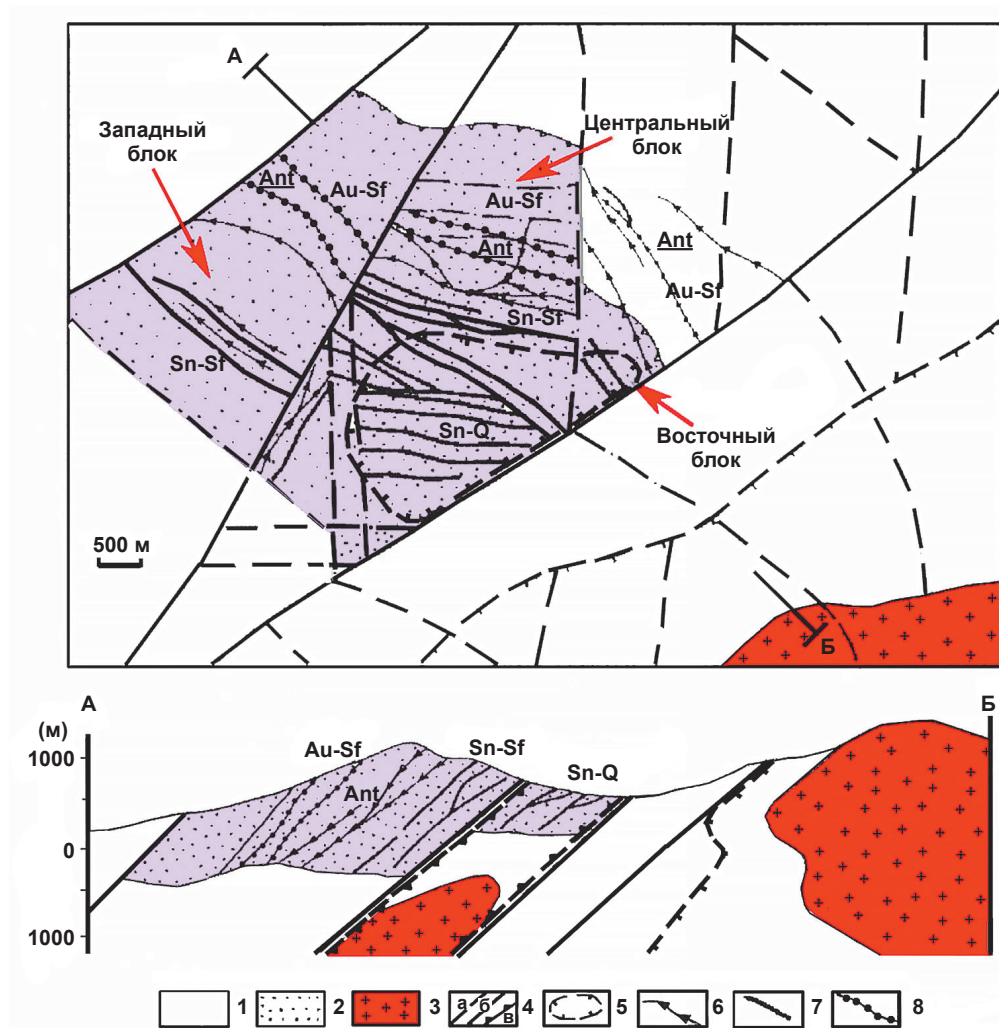 А
Западный
блок
Центральный
блок
Ant
Au-Sf
Au-Sf
Ant
Ant
Au-Sf
Sn-Sf
Sn-Sf
Sn-Q
Восточный
блок
500 м
Б
А
Б
(м)
1000
0
1000
Au-Sf
Sn-Sf
Sn-Q
Ant
1 2 3 а б в 4 5 6 7 8